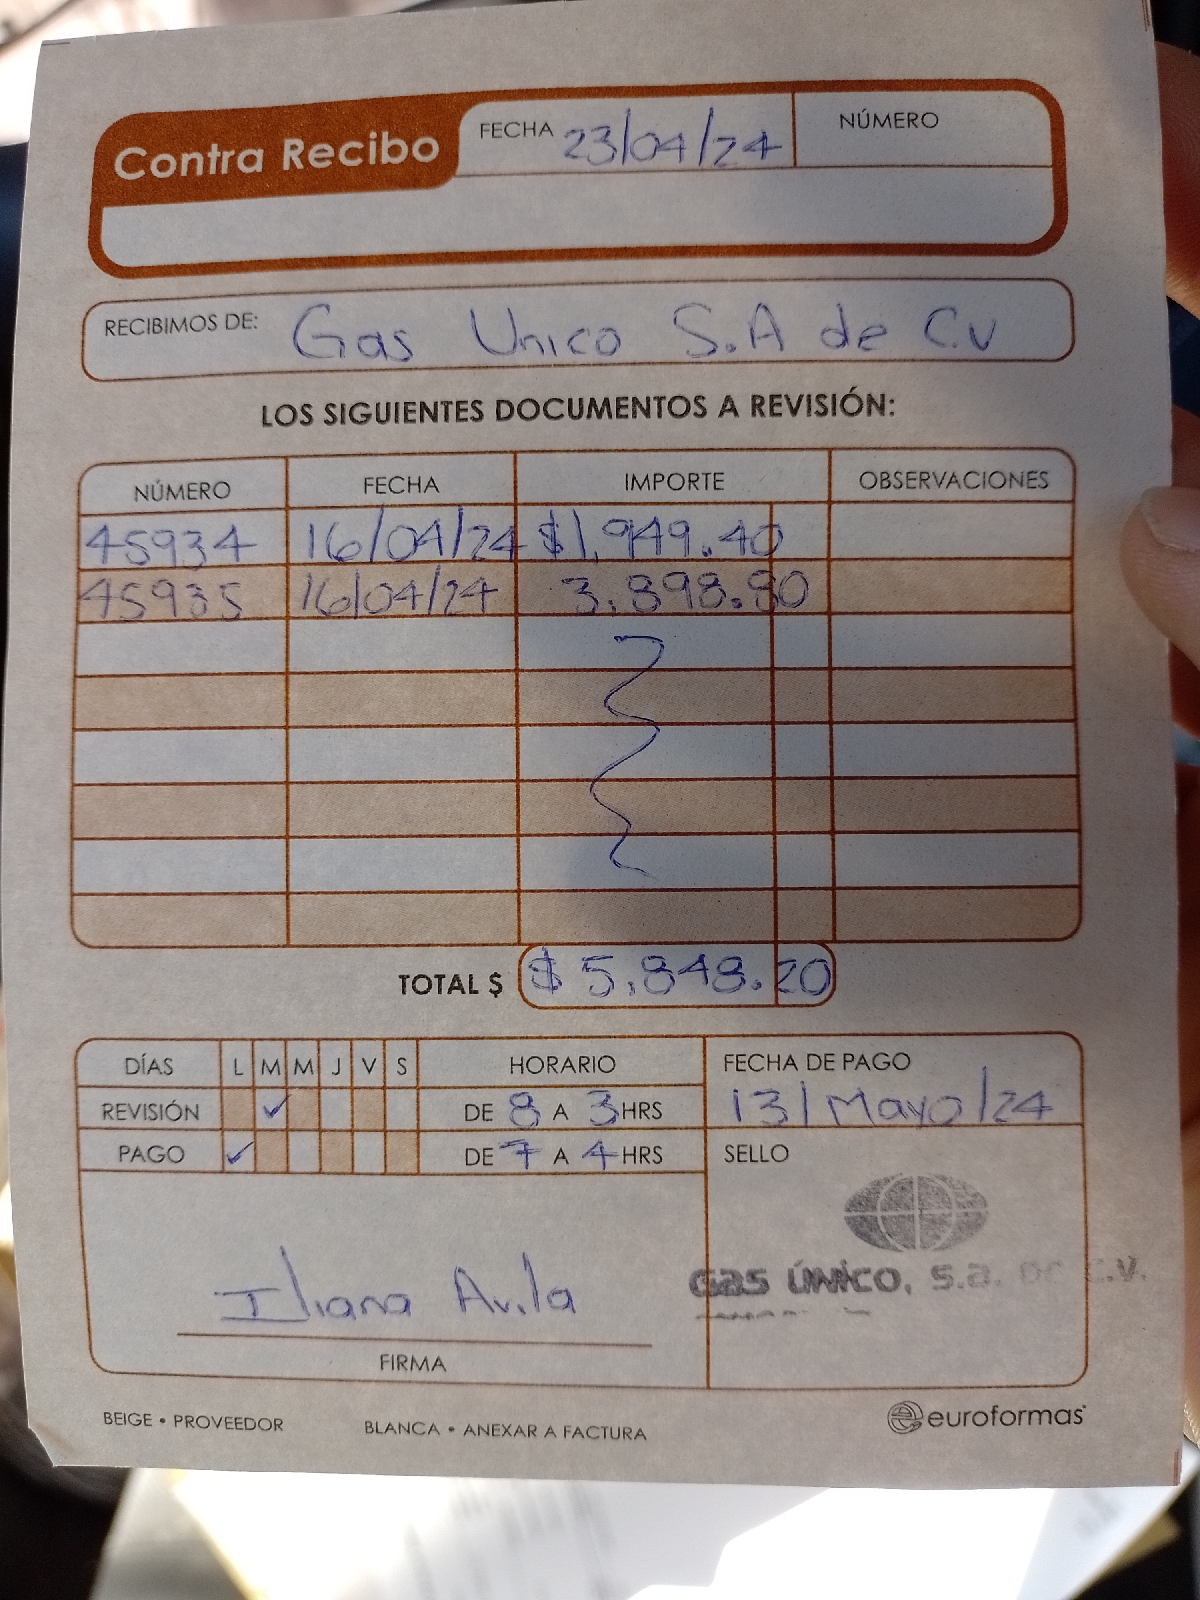 Contra Recibo
FECHA 23/04/24
NÚMERO
RECIBIMOS DE: Gas Unico S.A de C.V
LOS SIGUIENTES DOCUMENTOS A REVISIÓN:
NÚMERO FECHA IMPORTE OBSERVACIONES
45934 16/04/24 $1,949.40
45935 16/04/24 3,898.80
TOTAL $ $ 5,848.20
DÍAS L M M J V S HORARIO FECHA DE PAGO
REVISIÓN ✓ DE 8 A 3 HRS 13/Mayo/24
PAGO ✓ DE 7 A 4 HRS SELLO
Gas ÚNICO, S.a. DE C.V.
Iliana Avila
FIRMA
BEIGE • PROVEEDOR BLANCA • ANEXAR A FACTURA euroformas